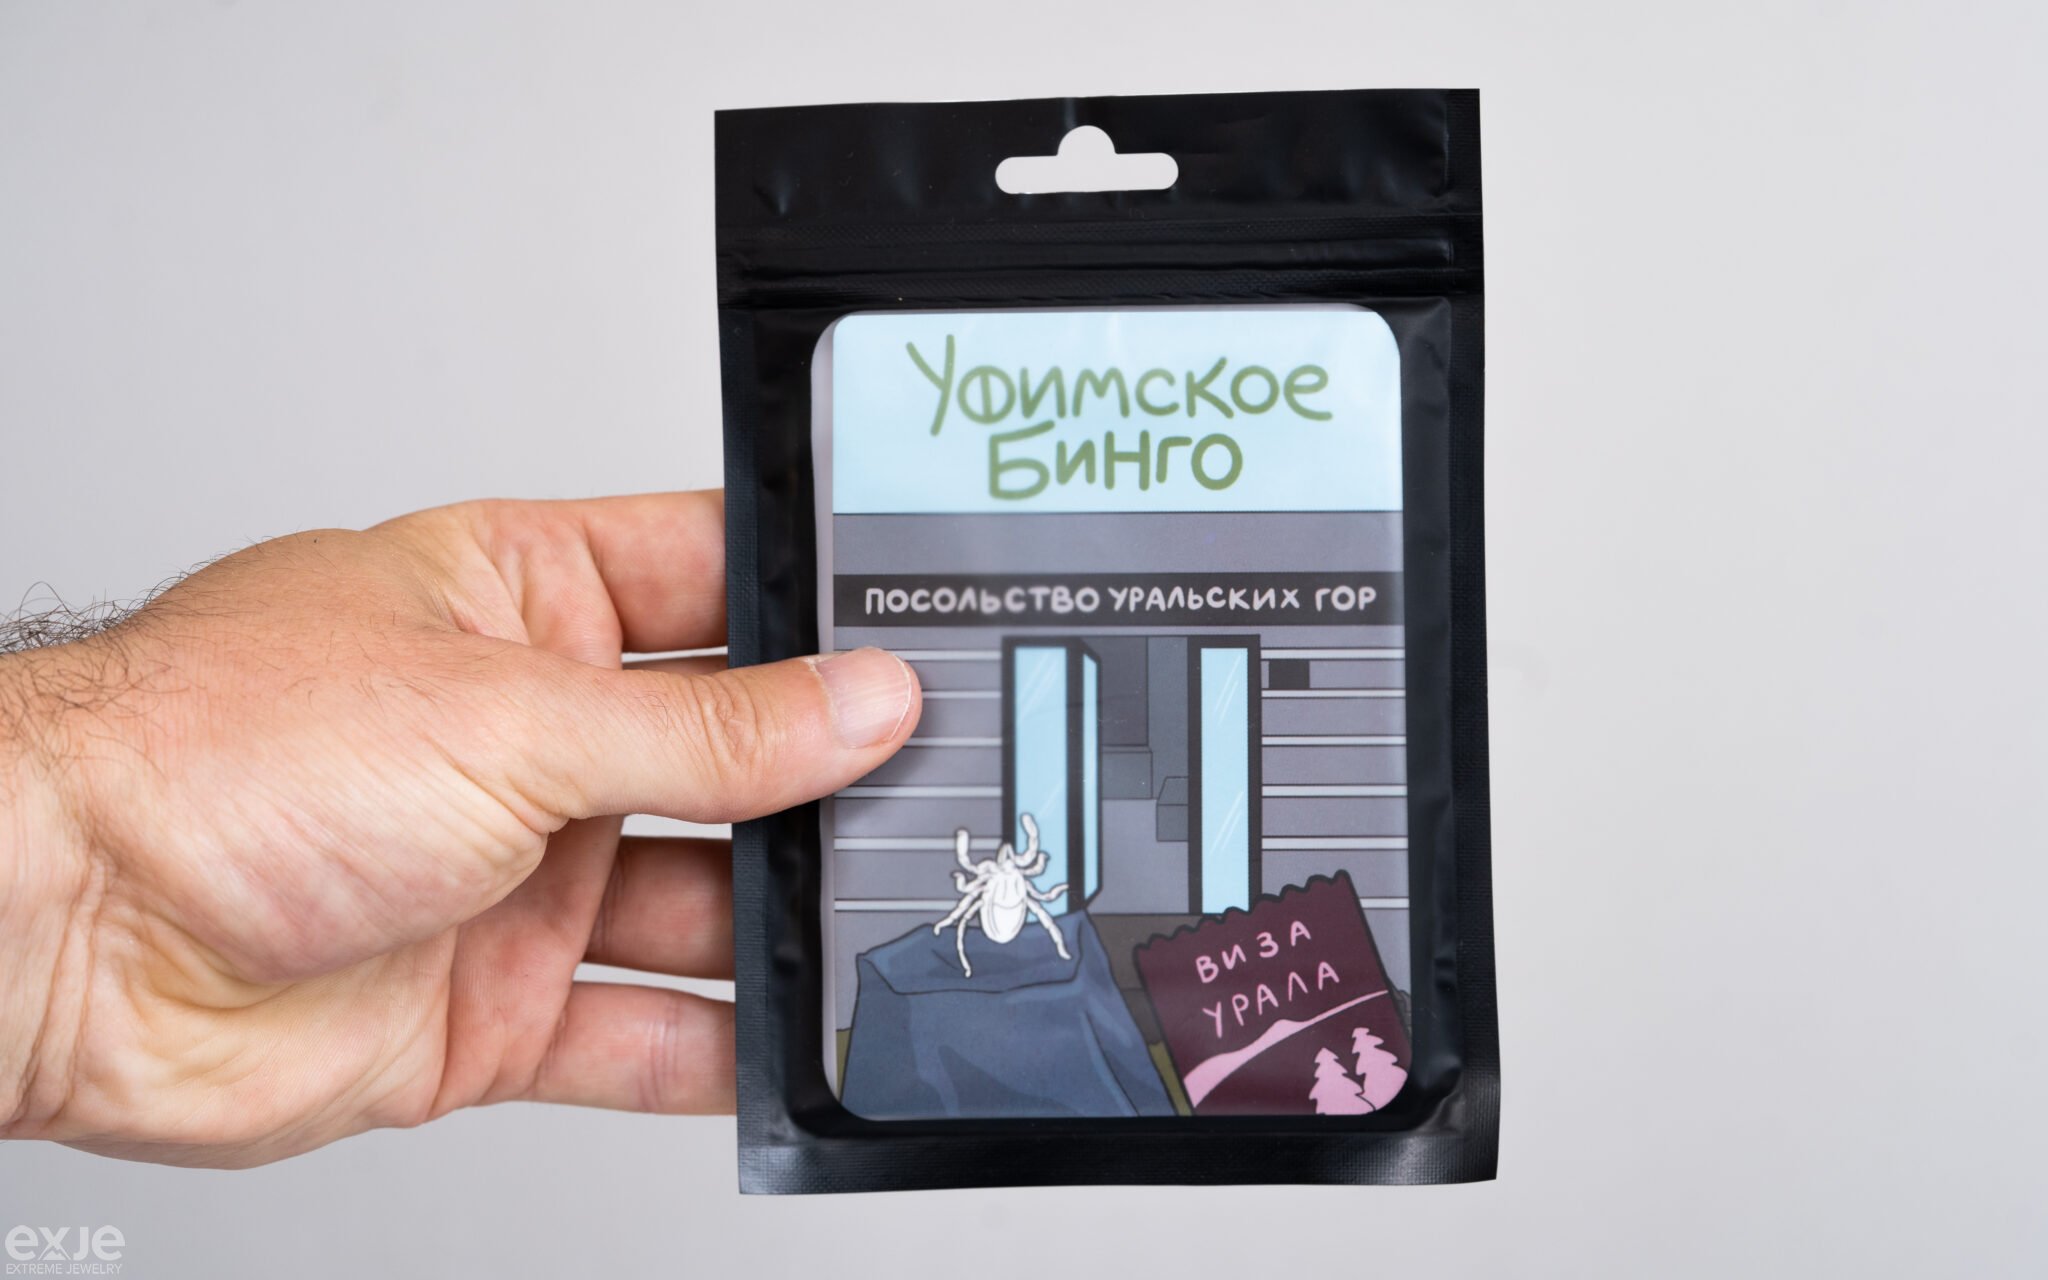 Уфимское
Бинго
ПОСОЛЬСТВО УРАЛЬСКИХ ГОР
ВИЗА
УРАЛА
exje
EXTREME JEWELRY